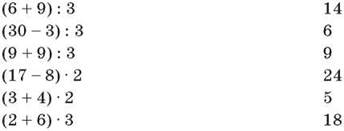 (6 + 9) : 3 14
(30 – 3) : 3 6
(9 + 9) : 3 9
(17 – 8) · 2 24
(3 + 4) · 2 5
(2 + 6) · 3 18